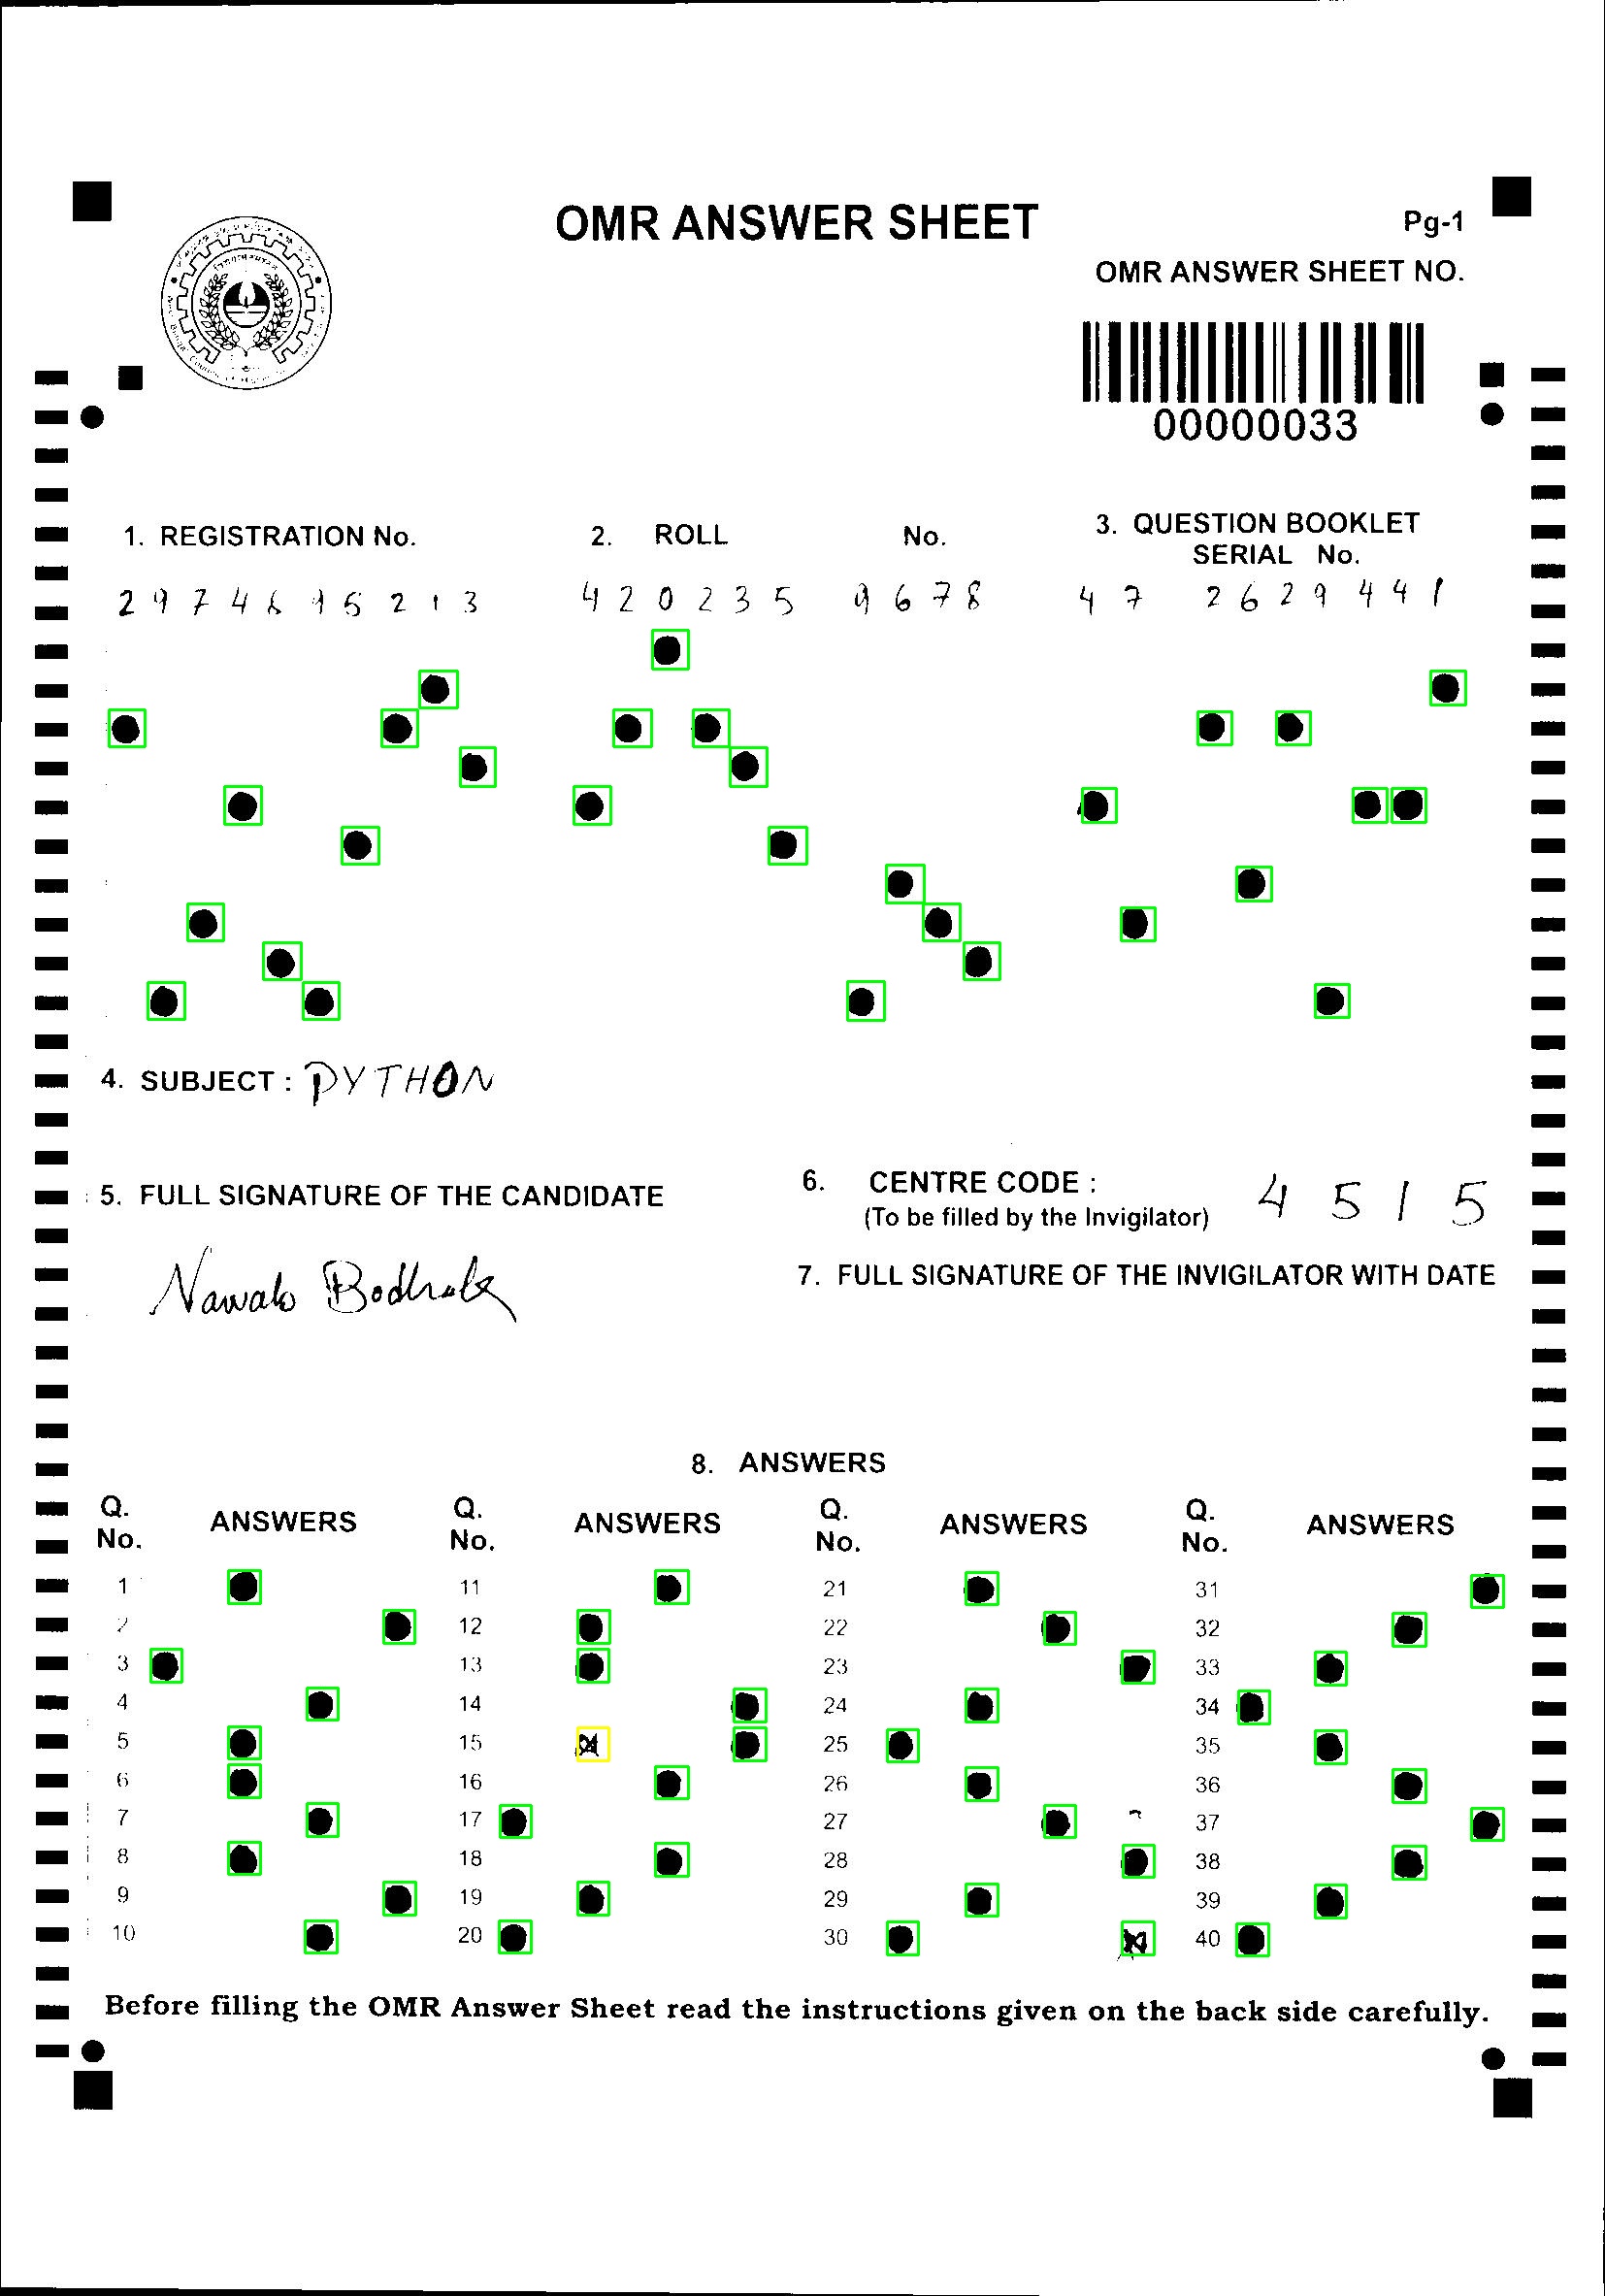 OMR ANSWER SHEET
Pg-1
OMR ANSWER SHEET NO.
00000033
1. REGISTRATION No.
2. ROLL No.
3. QUESTION BOOKLET
SERIAL No.
2 9 7 4 8 9 5 2 1 3
4 2 0 2 3 5 9 6 7 8
4 7 2 6 2 9 4 4 1
4. SUBJECT : PYTHON
5. FULL SIGNATURE OF THE CANDIDATE
6. CENTRE CODE : 4 5 1 5
(To be filled by the Invigilator)
7. FULL SIGNATURE OF THE INVIGILATOR WITH DATE
8. ANSWERS
Q. No. ANSWERS Q. No. ANSWERS Q. No. ANSWERS Q. No. ANSWERS
1 11 21 31
2 12 22 32
3 13 23 33
4 14 24 34
5 15 25 35
6 16 26 36
7 17 27 37
8 18 28 38
9 19 29 39
10 20 30 40
Before filling the OMR Answer Sheet read the instructions given on the back side carefully.